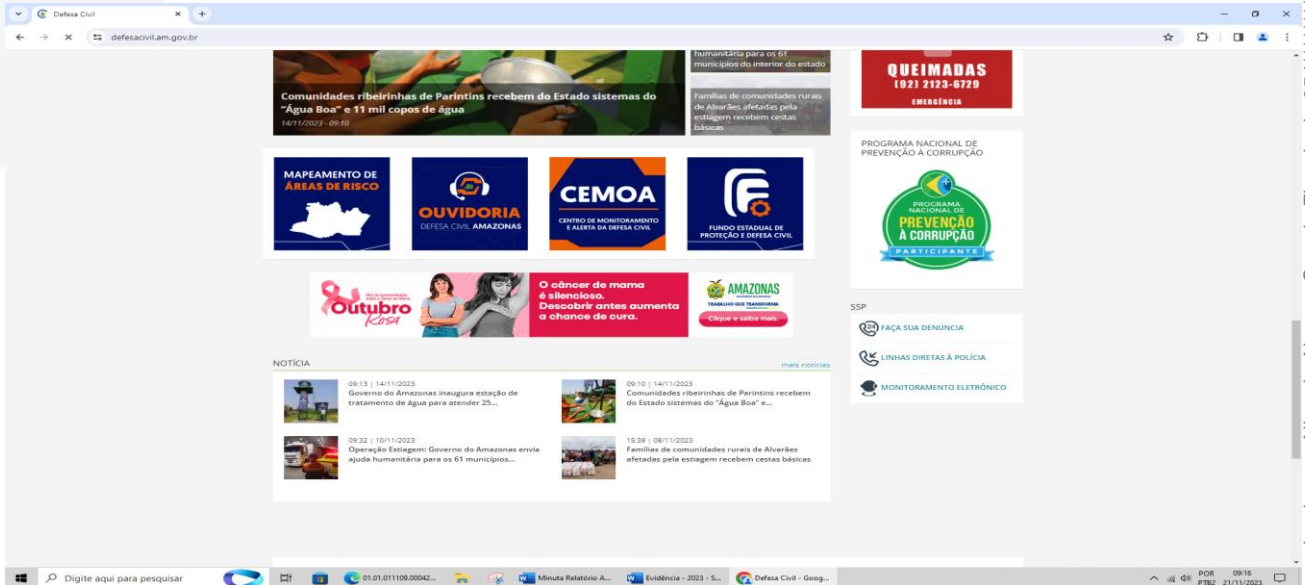 Defesa Civil
defesacivil.am.gov.br
humanitária para os 61
municípios do interior do estado
Comunidades ribeirinhas de Parintins recebem do Estado sistemas do
"Água Boa" e 11 mil copos de água
14/11/2023 - 09:10
Famílias de comunidades rurais
de Alvarães afetadas pela
estiagem recebem cestas
básicas
QUEIMADAS
(92) 2123-6729
EMERGÊNCIA
PROGRAMA NACIONAL DE
PREVENÇÃO À CORRUPÇÃO
PROGRAMA
NACIONAL DE
PREVENÇÃO
À CORRUPÇÃO
PARTICIPANTE
MAPEAMENTO DE
ÁREAS DE RISCO
OUVIDORIA
DEFESA CIVIL AMAZONAS
CEMOA
CENTRO DE MONITORAMENTO
E ALERTA DA DEFESA CIVIL
FUNDO ESTADUAL DE
PROTEÇÃO E DEFESA CIVIL
Outubro
Rosa
O câncer de mama
é silencioso.
Descobrir antes aumenta
a chance de cura.
AMAZONAS
TRABALHO QUE TRANSFORMA
Clique e saiba mais.
SSP
FAÇA SUA DENÚNCIA
LINHAS DIRETAS À POLÍCIA
MONITORAMENTO ELETRÔNICO
NOTÍCIA
mais notícias
09:13 | 14/11/2023
Governo do Amazonas inaugura estação de
tratamento de água para atender 25...
09:10 | 14/11/2023
Comunidades ribeirinhas de Parintins recebem
do Estado sistemas do "Água Boa" e...
09:32 | 10/11/2023
Operação Estiagem: Governo do Amazonas envia
ajuda humanitária para os 61 municípios...
15:38 | 08/11/2023
Famílias de comunidades rurais de Alvarães
afetadas pela estiagem recebem cestas básicas
Digite aqui para pesquisar
01.01.011109.00042...
Minuta Relatório A...
Evidência - 2023 - S...
Defesa Civil - Goog...
POR
PTB2
09:16
21/11/2023